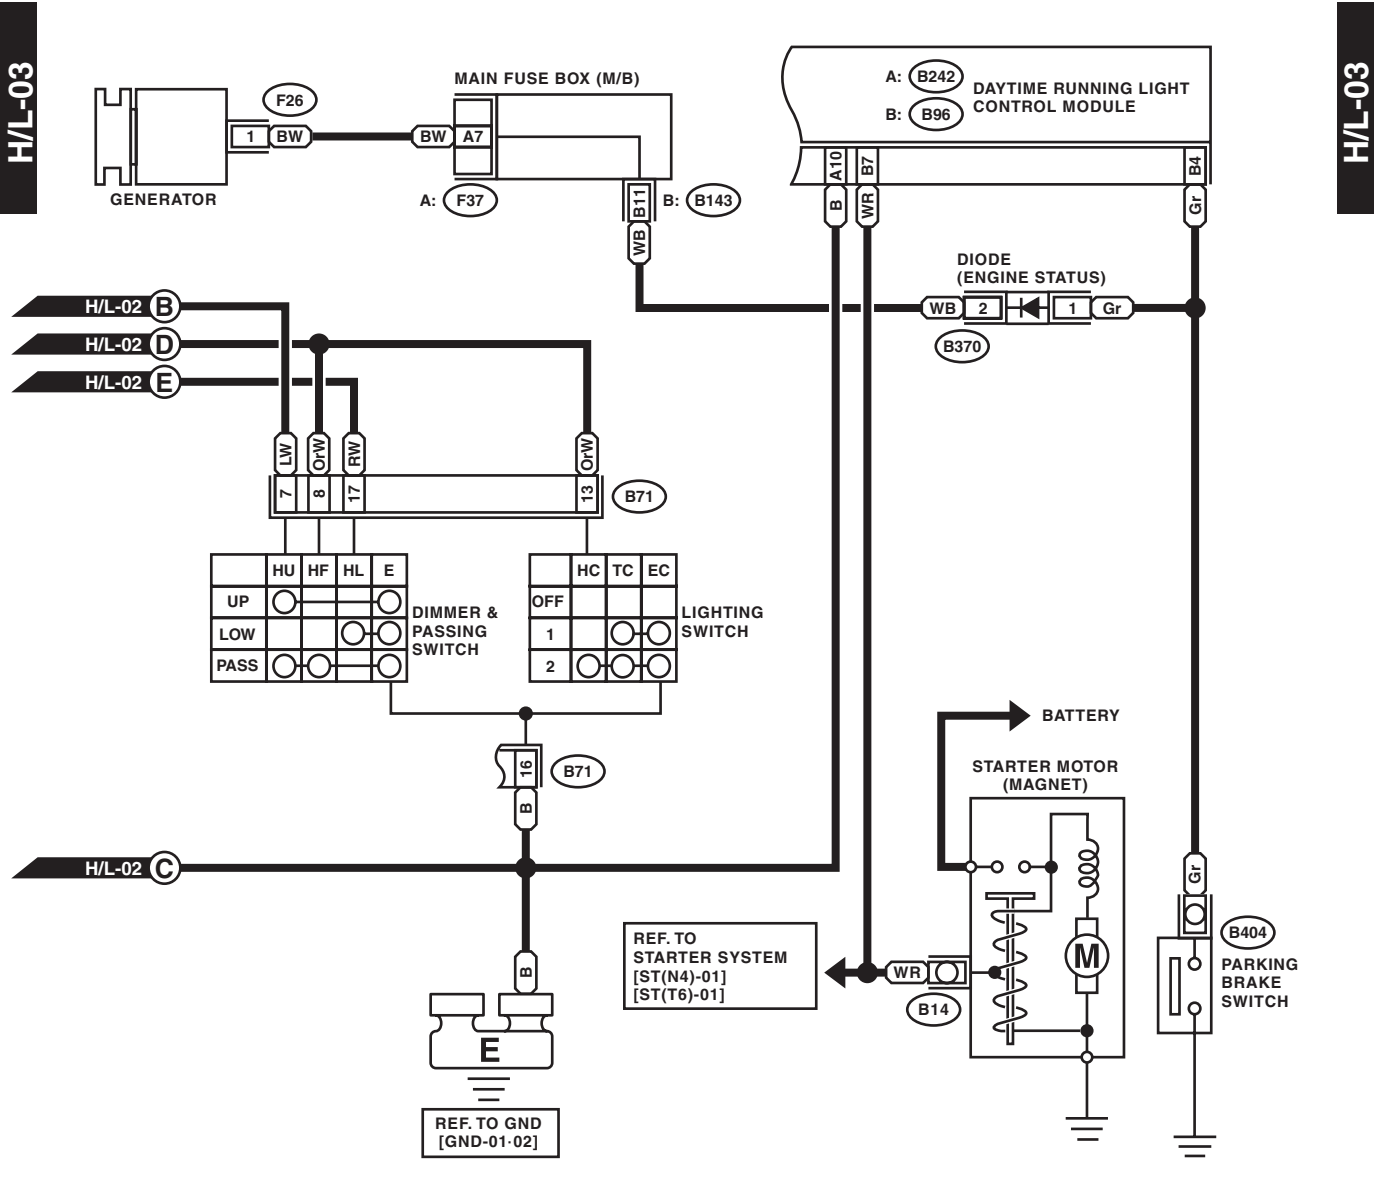 H/L-03
H/L-03
MAIN FUSE BOX (M/B)
F26
1
BW
BW
A7
GENERATOR
A:
F37
B11
B:
B143
WB
A:
B242
B:
B96
DAYTIME RUNNING LIGHT
CONTROL MODULE
A10
B7
B4
B
WR
Gr
DIODE
(ENGINE STATUS)
WB
2
1
Gr
B370
H/L-02
B
H/L-02
D
H/L-02
E
LW
OrW
RW
OrW
7
8
17
13
B71
HU
HF
HL
E
UP
LOW
PASS
DIMMER &
PASSING
SWITCH
HC
TC
EC
OFF
1
2
LIGHTING
SWITCH
16
B71
B
H/L-02
C
B
E
REF. TO GND
[GND-01·02]
REF. TO
STARTER SYSTEM
[ST(N4)-01]
[ST(T6)-01]
WR
B14
BATTERY
STARTER MOTOR
(MAGNET)
M
Gr
B404
PARKING
BRAKE
SWITCH